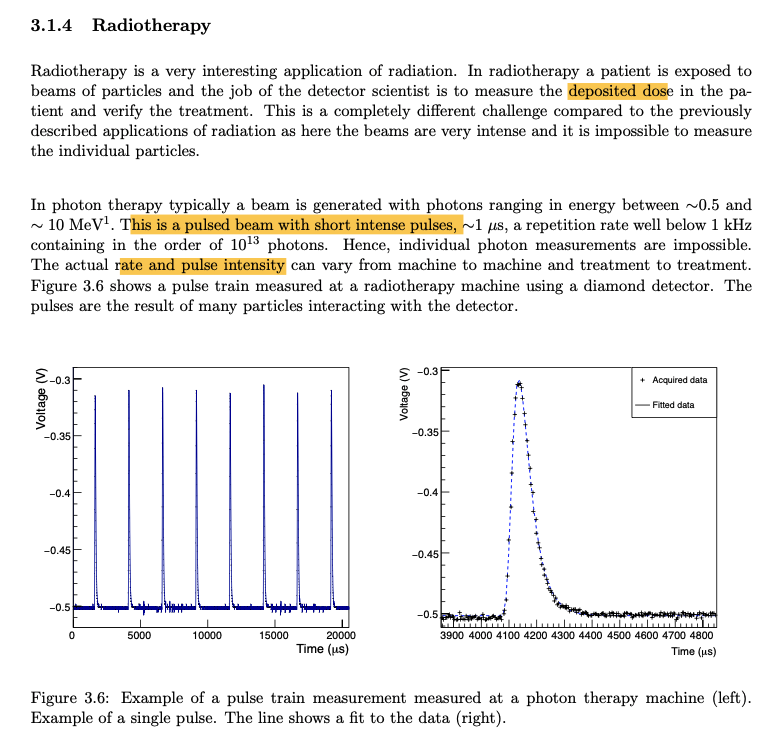 3.1.4 Radiotherapy
Radiotherapy is a very interesting application of radiation. In radiotherapy a patient is exposed to
beams of particles and the job of the detector scientist is to measure the deposited dose in the pa-
tient and verify the treatment. This is a completely different challenge compared to the previously
described applications of radiation as here the beams are very intense and it is impossible to measure
the individual particles.
In photon therapy typically a beam is generated with photons ranging in energy between ∼0.5 and
∼ 10 MeV¹. This is a pulsed beam with short intense pulses, ∼1 μs, a repetition rate well below 1 kHz
containing in the order of 10¹³ photons. Hence, individual photon measurements are impossible.
The actual rate and pulse intensity can vary from machine to machine and treatment to treatment.
Figure 3.6 shows a pulse train measured at a radiotherapy machine using a diamond detector. The
pulses are the result of many particles interacting with the detector.
Voltage (V)
−0.3
−0.35
−0.4
−0.45
−0.5
0 5000 10000 15000 20000
Time (μs)
Voltage (V)
−0.3
−0.35
−0.4
−0.45
−0.5
Acquired data
Fitted data
3900 4000 4100 4200 4300 4400 4500 4600 4700 4800
Time (μs)
Figure 3.6: Example of a pulse train measurement measured at a photon therapy machine (left).
Example of a single pulse. The line shows a fit to the data (right).